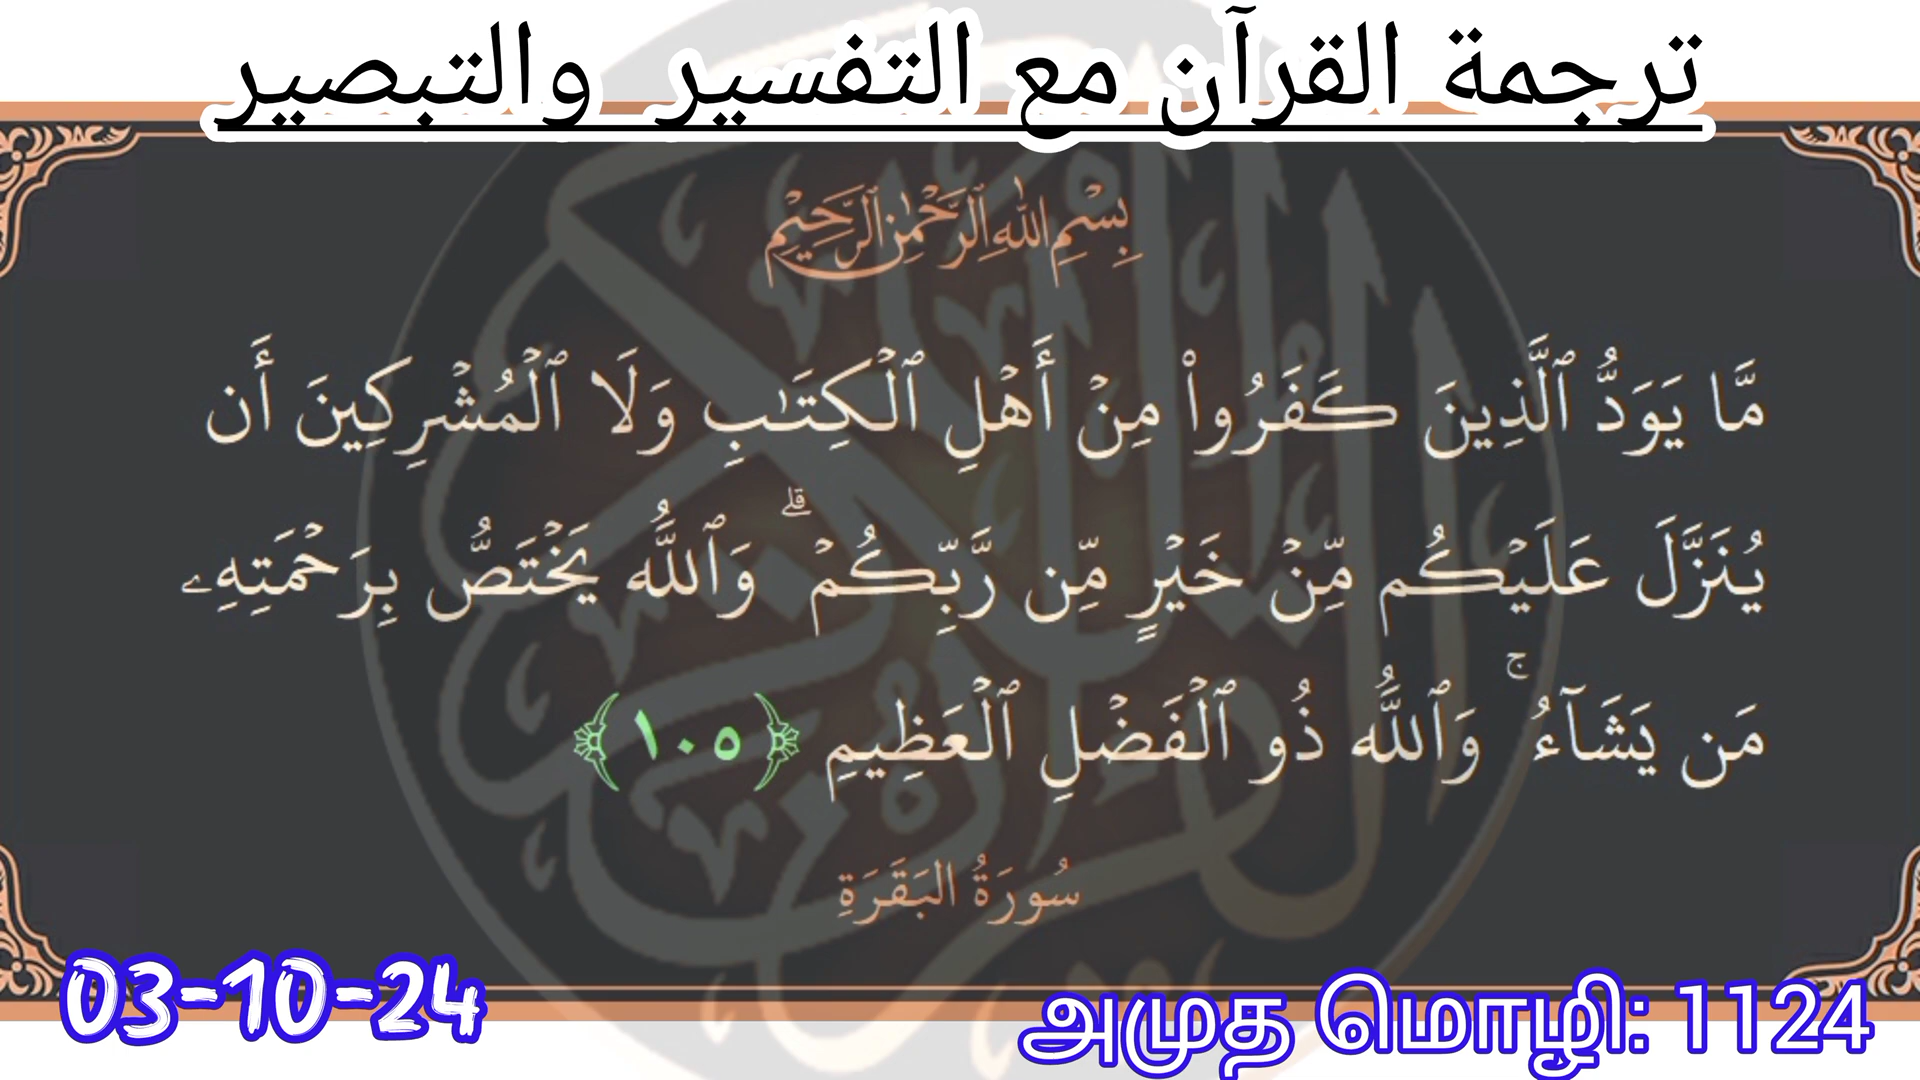 ترجمة القرآن مع التفسير والتبصير
بِسْمِ اللَّهِ الرَّحْمَٰنِ الرَّحِيمِ
مَّا يَوَدُّ ٱلَّذِينَ كَفَرُوا۟ مِنْ أَهْلِ ٱلْكِتَـٰبِ وَلَا ٱلْمُشْرِكِينَ أَن
يُنَزَّلَ عَلَيْكُم مِّنْ خَيْرٍ مِّن رَّبِّكُمْ ۗ وَٱللَّهُ يَخْتَصُّ بِرَحْمَتِهِۦ
مَن يَشَآءُ ۚ وَٱللَّهُ ذُو ٱلْفَضْلِ ٱلْعَظِيمِ ﴿١٠٥﴾
سُورَةُ البَقَرَةِ
03-10-24
அமுத மொழி: 1124